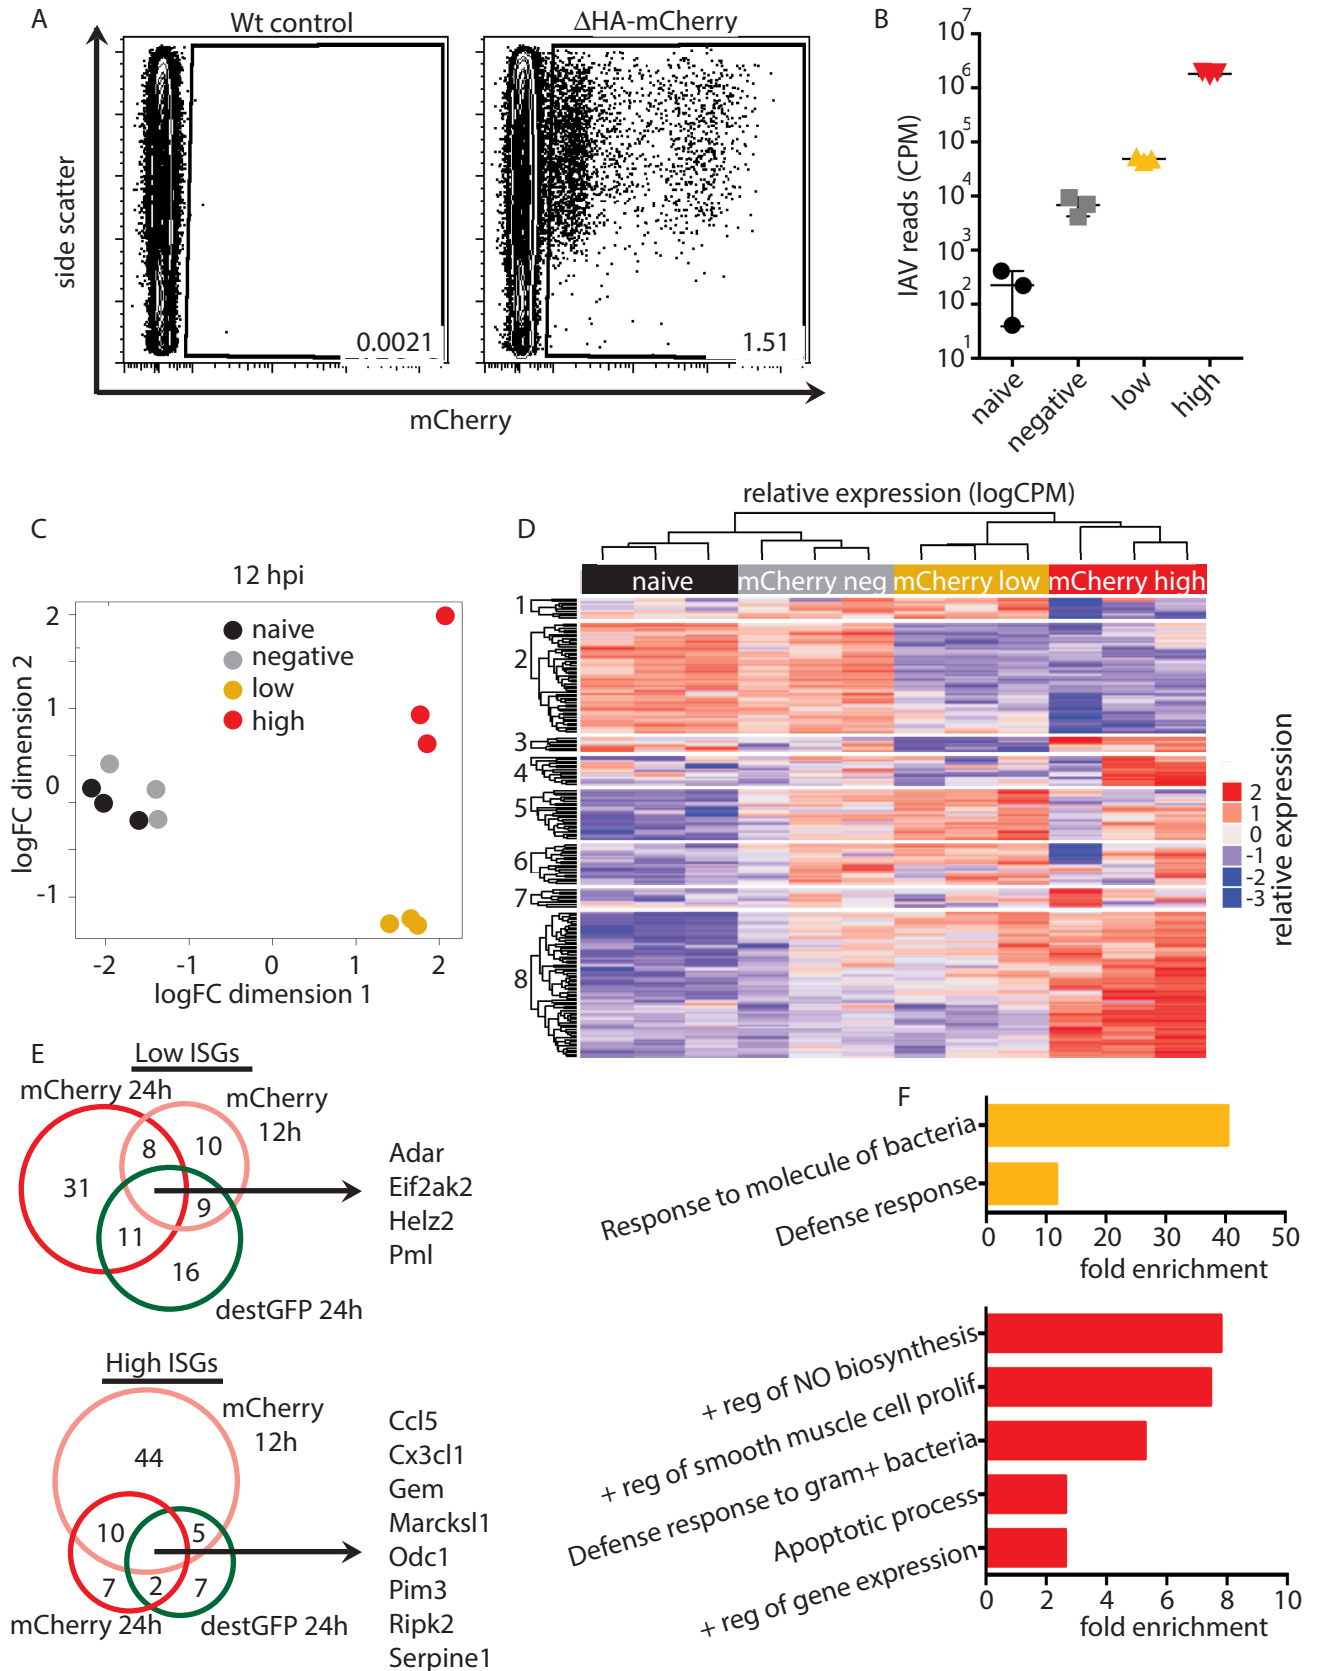 A
Wt control
ΔHA-mCherry
side scatter
0.0021
1.51
mCherry
B
IAV reads (CPM)
10^7
10^6
10^5
10^4
10^3
10^2
10^1
naive
negative
low
high
C
12 hpi
naive
negative
low
high
logFC dimension 2
2
1
0
-1
-2
-1
0
1
2
logFC dimension 1
D
relative expression (logCPM)
naive
mCherry neg
mCherry low
mCherry high
1
2
3
4
5
6
7
8
2
1
0
-1
-2
-3
relative expression
E
Low ISGs
mCherry 24h
mCherry
12h
8
10
31
9
11
16
destGFP 24h
Adar
Eif2ak2
Helz2
Pml
High ISGs
mCherry
12h
44
10
5
7
2
7
mCherry 24h
destGFP 24h
Ccl5
Cx3cl1
Gem
Marcksl1
Odc1
Pim3
Ripk2
Serpine1
F
Response to molecule of bacteria
Defense response
0
10
20
30
40
50
fold enrichment
+ reg of NO biosynthesis
+ reg of smooth muscle cell prolif
Defense response to gram+ bacteria
Apoptotic process
+ reg of gene expression
0
2
4
6
8
10
fold enrichment